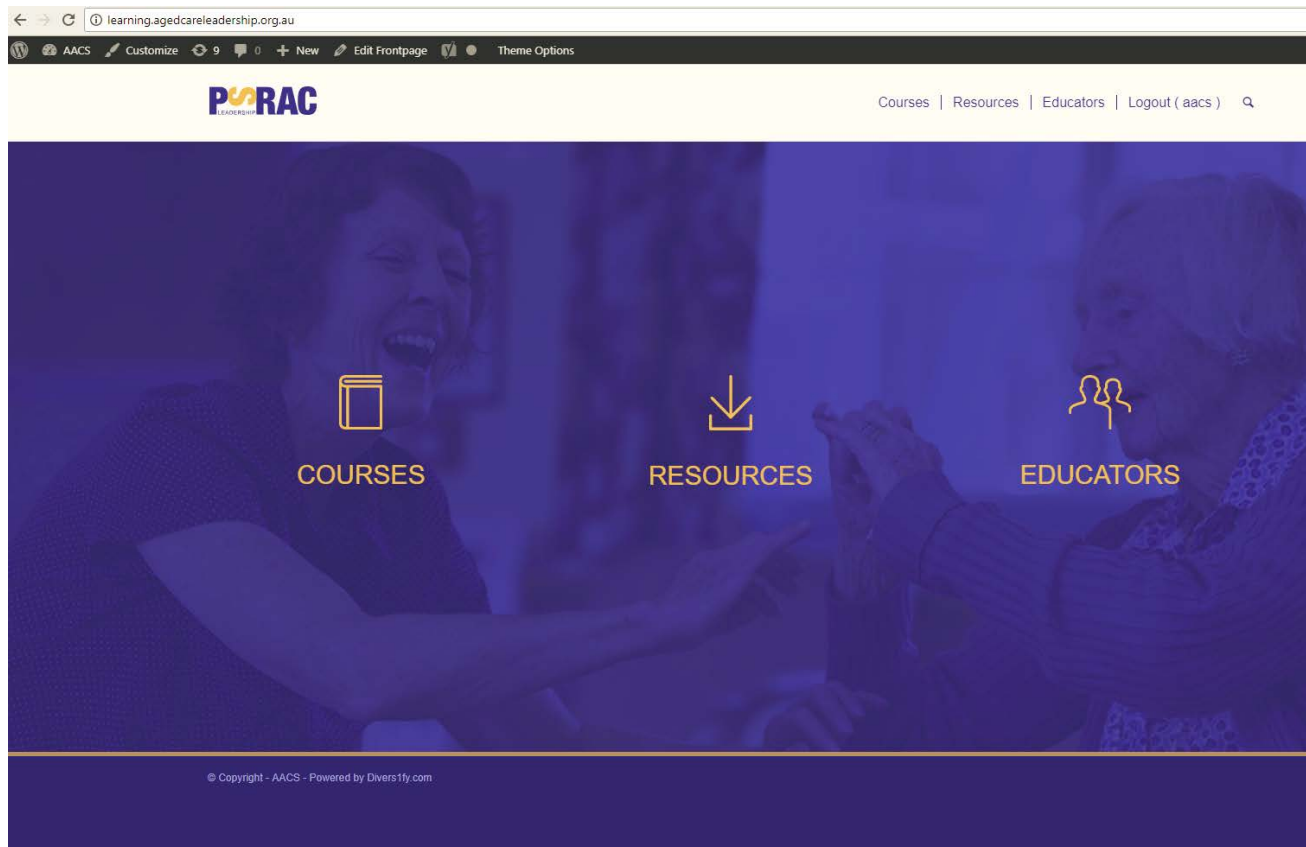 learning.agedcareleadership.org.au
AACS Customize 9 0 + New Edit Frontpage Theme Options
PSRAC
LEADERSHIP
Courses | Resources | Educators | Logout ( aacs )
COURSES
RESOURCES
EDUCATORS
© Copyright - AACS - Powered by Divers1fy.com